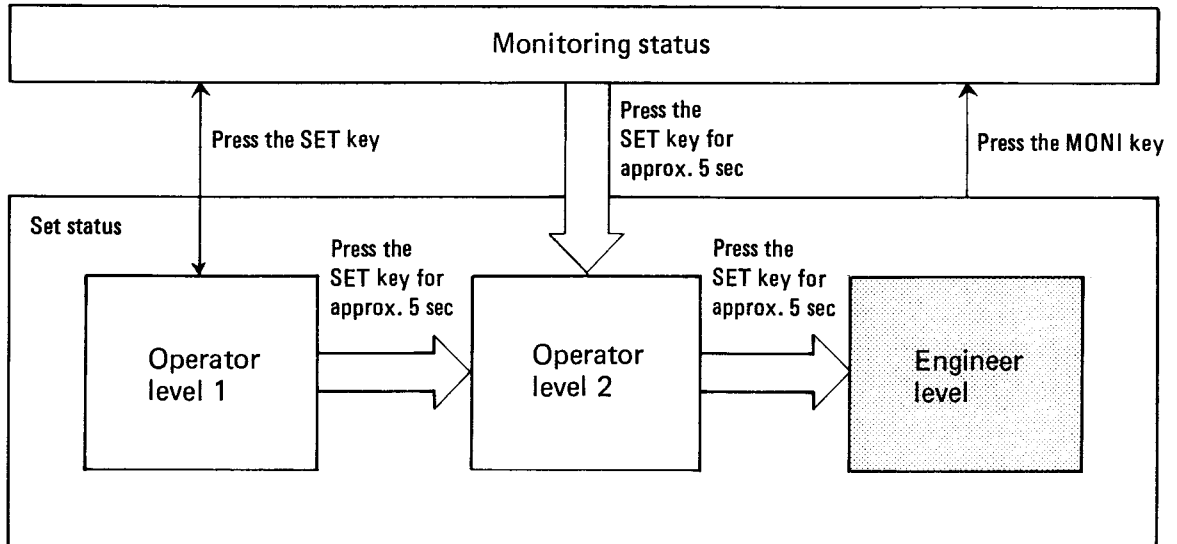 Monitoring status
Press the SET key
Press the
SET key for
approx. 5 sec
Press the MONI key
Set status
Press the
SET key for
approx. 5 sec
Press the
SET key for
approx. 5 sec
Operator
level 1
Operator
level 2
Engineer
level